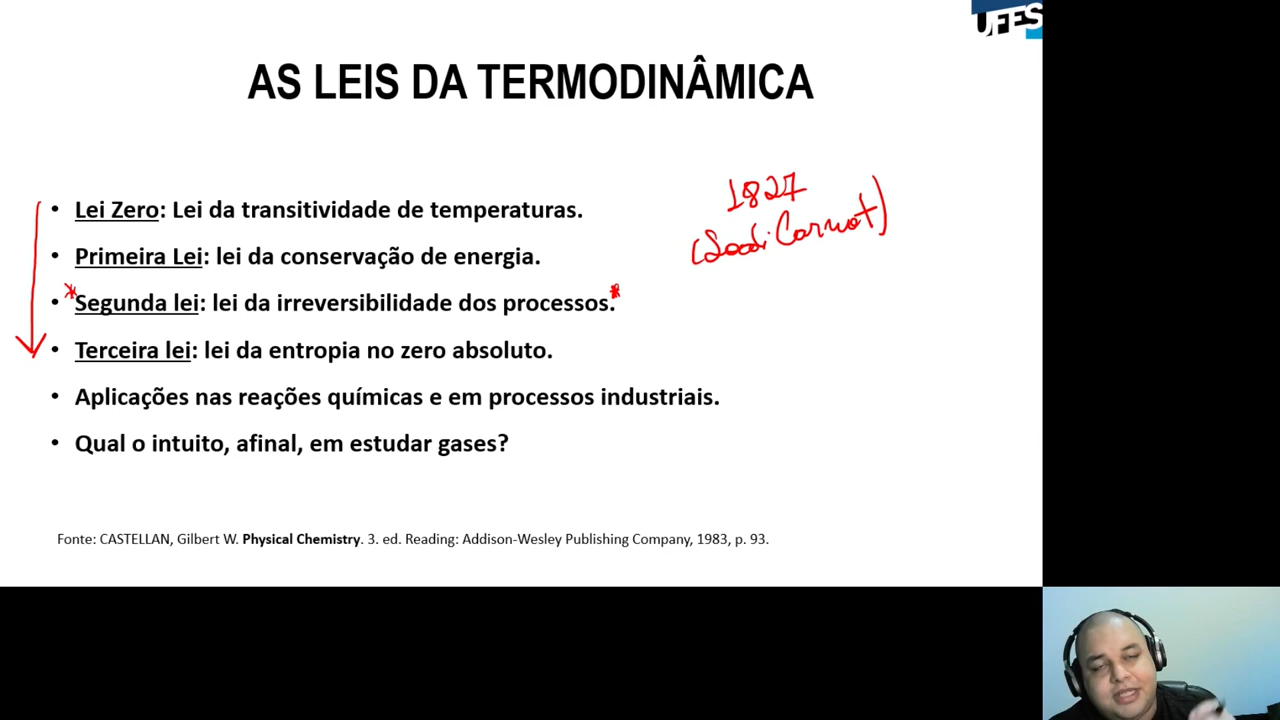 UFES
AS LEIS DA TERMODINÂMICA
1827
(Sadi Carnot)
• Lei Zero: Lei da transitividade de temperaturas.
• Primeira Lei: lei da conservação de energia.
• *Segunda lei: lei da irreversibilidade dos processos.*
• Terceira lei: lei da entropia no zero absoluto.
• Aplicações nas reações químicas e em processos industriais.
• Qual o intuito, afinal, em estudar gases?
Fonte: CASTELLAN, Gilbert W. Physical Chemistry. 3. ed. Reading: Addison-Wesley Publishing Company, 1983, p. 93.